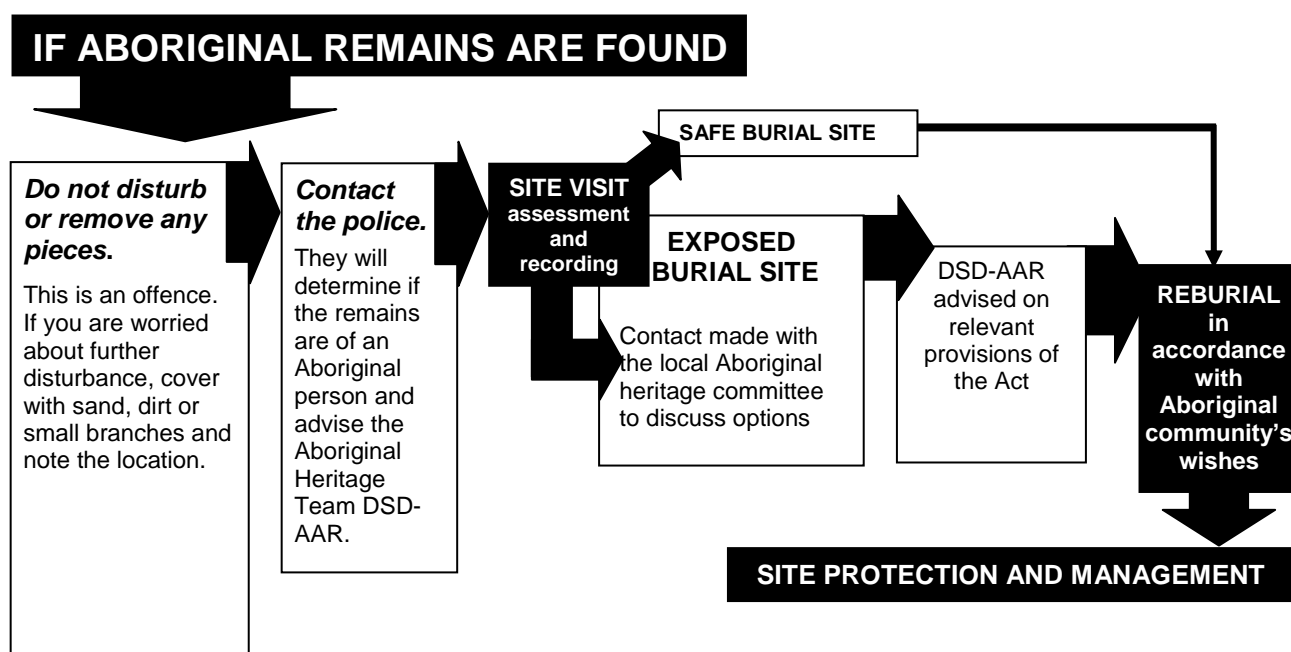 IF ABORIGINAL REMAINS ARE FOUND
Do not disturb
or remove any
pieces.
This is an offence.
If you are worried
about further
disturbance, cover
with sand, dirt or
small branches and
note the location.
Contact
the police.
They will
determine if
the remains
are of an
Aboriginal
person and
advise the
Aboriginal
Heritage
Team DSD-
AAR.
SITE VISIT
assessment
and
recording
SAFE BURIAL SITE
EXPOSED
BURIAL SITE
Contact made with
the local Aboriginal
heritage committee
to discuss options
DSD-AAR
advised on
relevant
provisions of
the Act
REBURIAL
in
accordance
with
Aboriginal
community's
wishes
SITE PROTECTION AND MANAGEMENT